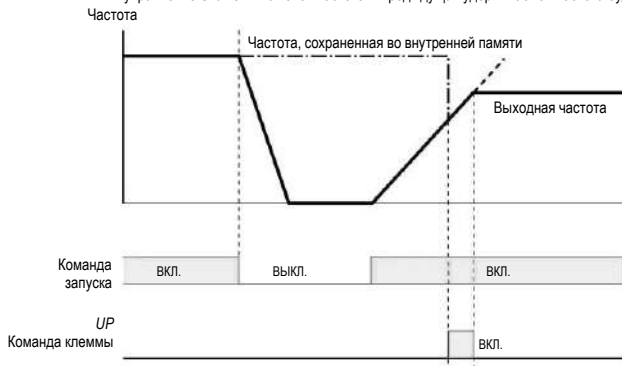 Частота
Частота, сохраненная во внутренней памяти
Выходная частота
Команда
запуска
ВКЛ.
ВЫКЛ.
ВКЛ.
UP
Команда клеммы
ВКЛ.